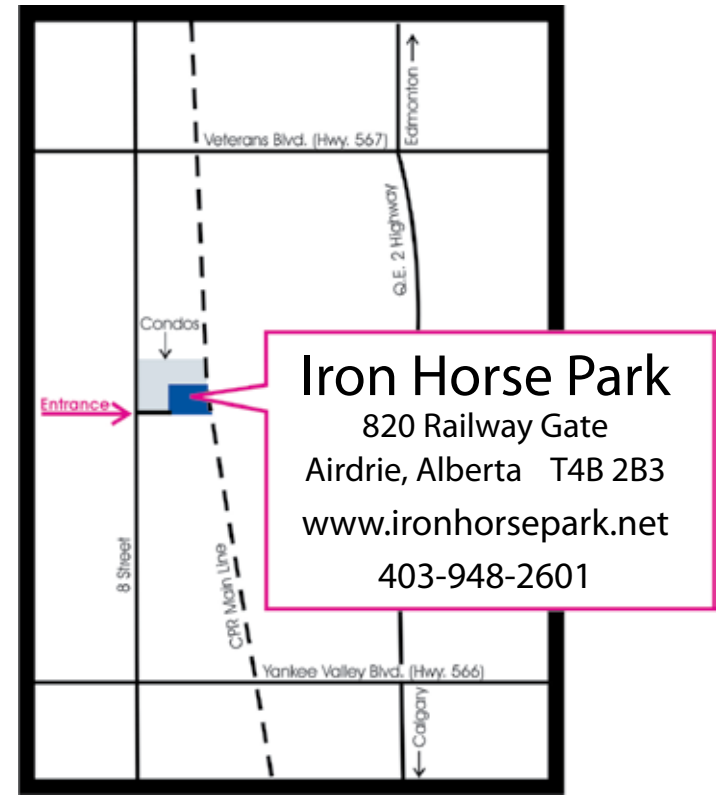 Edmonton
Veterans Blvd. (Hwy. 567)
Q.E. 2 Highway
Condos
Entrance
Iron Horse Park
820 Railway Gate
Airdrie, Alberta T4B 2B3
www.ironhorsepark.net
403-948-2601
8 Street
CPR Main Line
Yankee Valley Blvd. (Hwy. 566)
Calgary